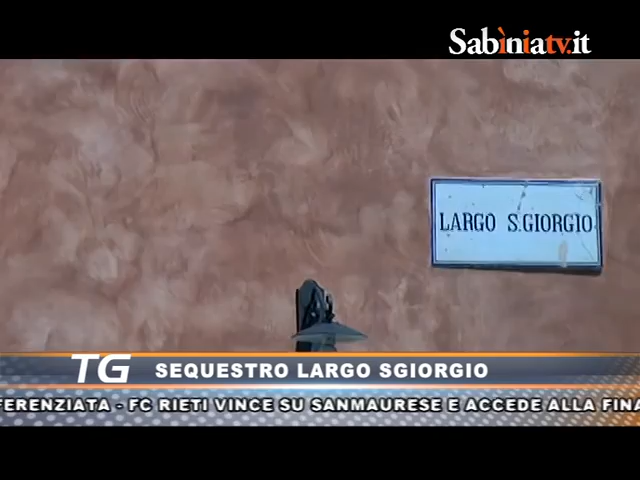 Sabìniatv.it
LARGO S.GIORGIO
TG SEQUESTRO LARGO SGIORGIO
FERENZIATA - FC RIETI VINCE SU SANMAURESE E ACCEDE ALLA FINA